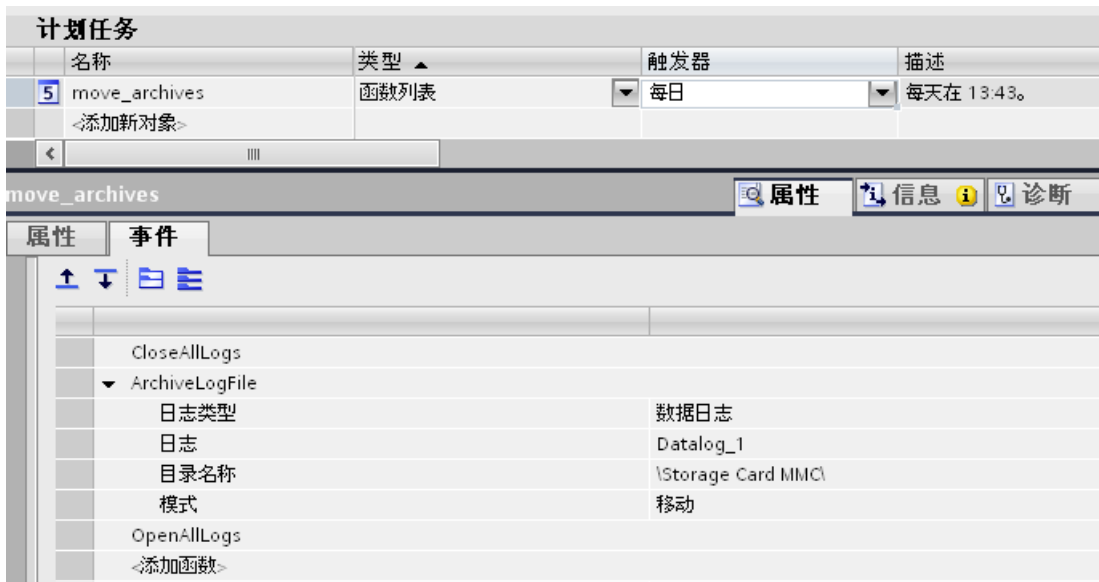 计划任务
名称 类型 触发器 描述
5 move_archives 函数列表 每日 每天在 13:43。
<添加新对象>
move_archives 属性 信息 诊断
属性 事件
CloseAllLogs
ArchiveLogFile
日志类型 数据日志
日志 Datalog_1
目录名称 \Storage Card MMC\
模式 移动
OpenAllLogs
<添加函数>